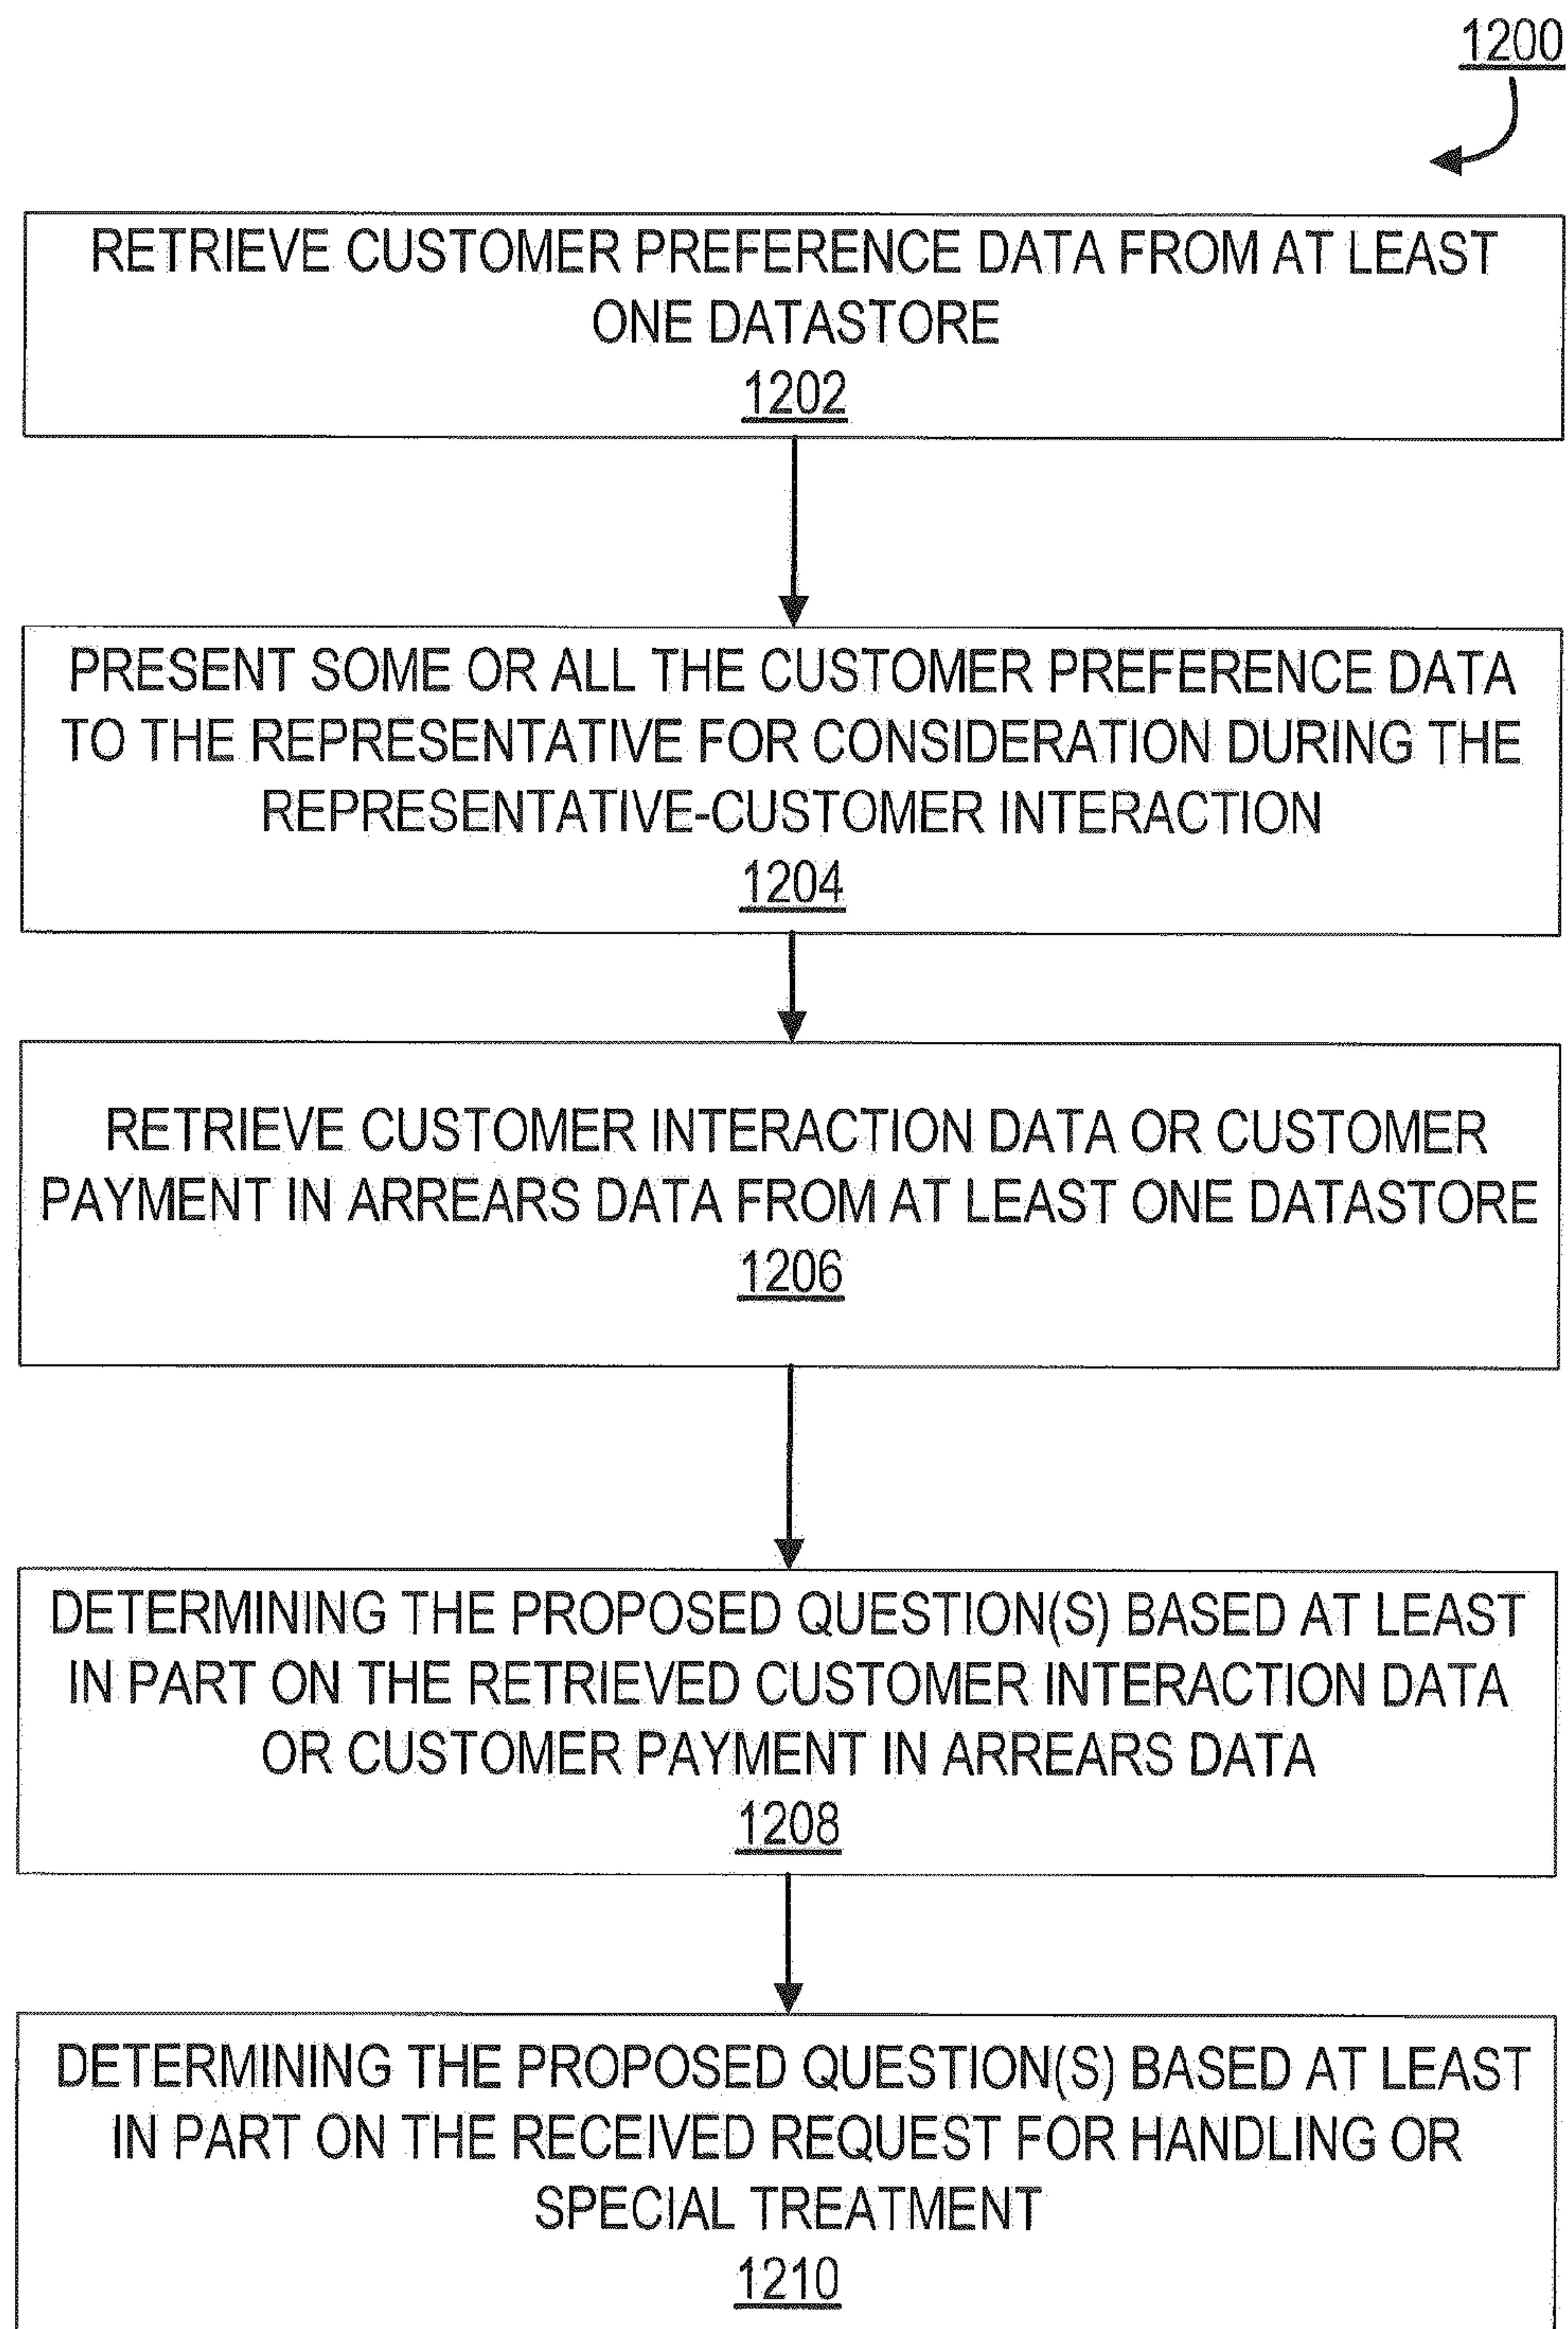 1200
RETRIEVE CUSTOMER PREFERENCE DATA FROM AT LEAST
ONE DATASTORE
1202
PRESENT SOME OR ALL THE CUSTOMER PREFERENCE DATA
TO THE REPRESENTATIVE FOR CONSIDERATION DURING THE
REPRESENTATIVE-CUSTOMER INTERACTION
1204
RETRIEVE CUSTOMER INTERACTION DATA OR CUSTOMER
PAYMENT IN ARREARS DATA FROM AT LEAST ONE DATASTORE
1206
DETERMINING THE PROPOSED QUESTION(S) BASED AT LEAST
IN PART ON THE RETRIEVED CUSTOMER INTERACTION DATA
OR CUSTOMER PAYMENT IN ARREARS DATA
1208
DETERMINING THE PROPOSED QUESTION(S) BASED AT LEAST
IN PART ON THE RECEIVED REQUEST FOR HANDLING OR
SPECIAL TREATMENT
1210